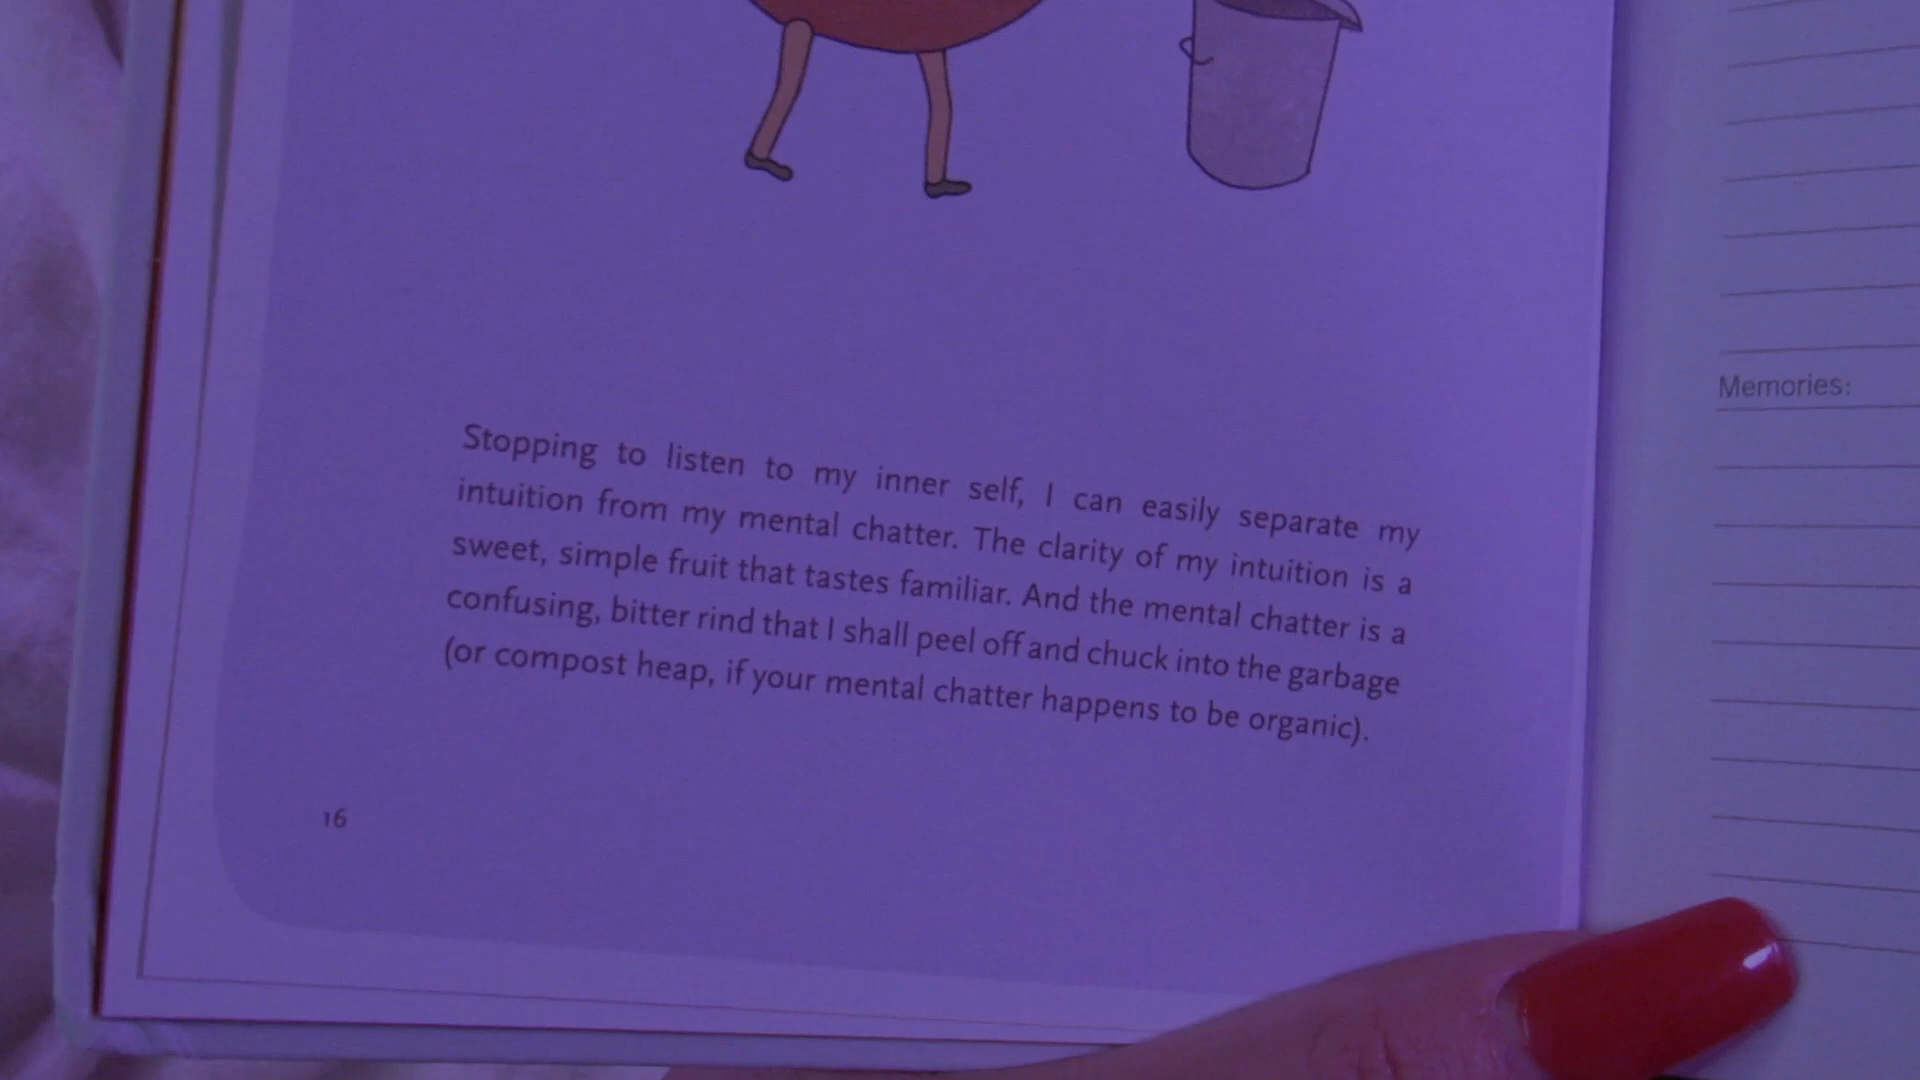 Stopping to listen to my inner self, I can easily separate my
intuition from my mental chatter. The clarity of my intuition is a
sweet, simple fruit that tastes familiar. And the mental chatter is a
confusing, bitter rind that I shall peel off and chuck into the garbage
(or compost heap, if your mental chatter happens to be organic).
16
Memories: